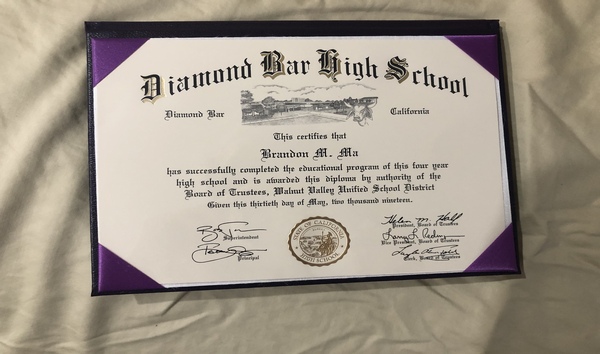 Diamond Bar High School
Diamond Bar California
This certifies that
Brandon M. Ma
has successfully completed the educational program of this four year
high school and is awarded this diploma by authority of the
Board of Trustees, Walnut Valley Unified School District
Given this thirtieth day of May, two thousand nineteen.
Helen M. Hall
President, Board of Trustees
Superintendent
Vice President, Board of Trustees
Principal
Clerk, Board of Trustees
HIGH SCHOOL